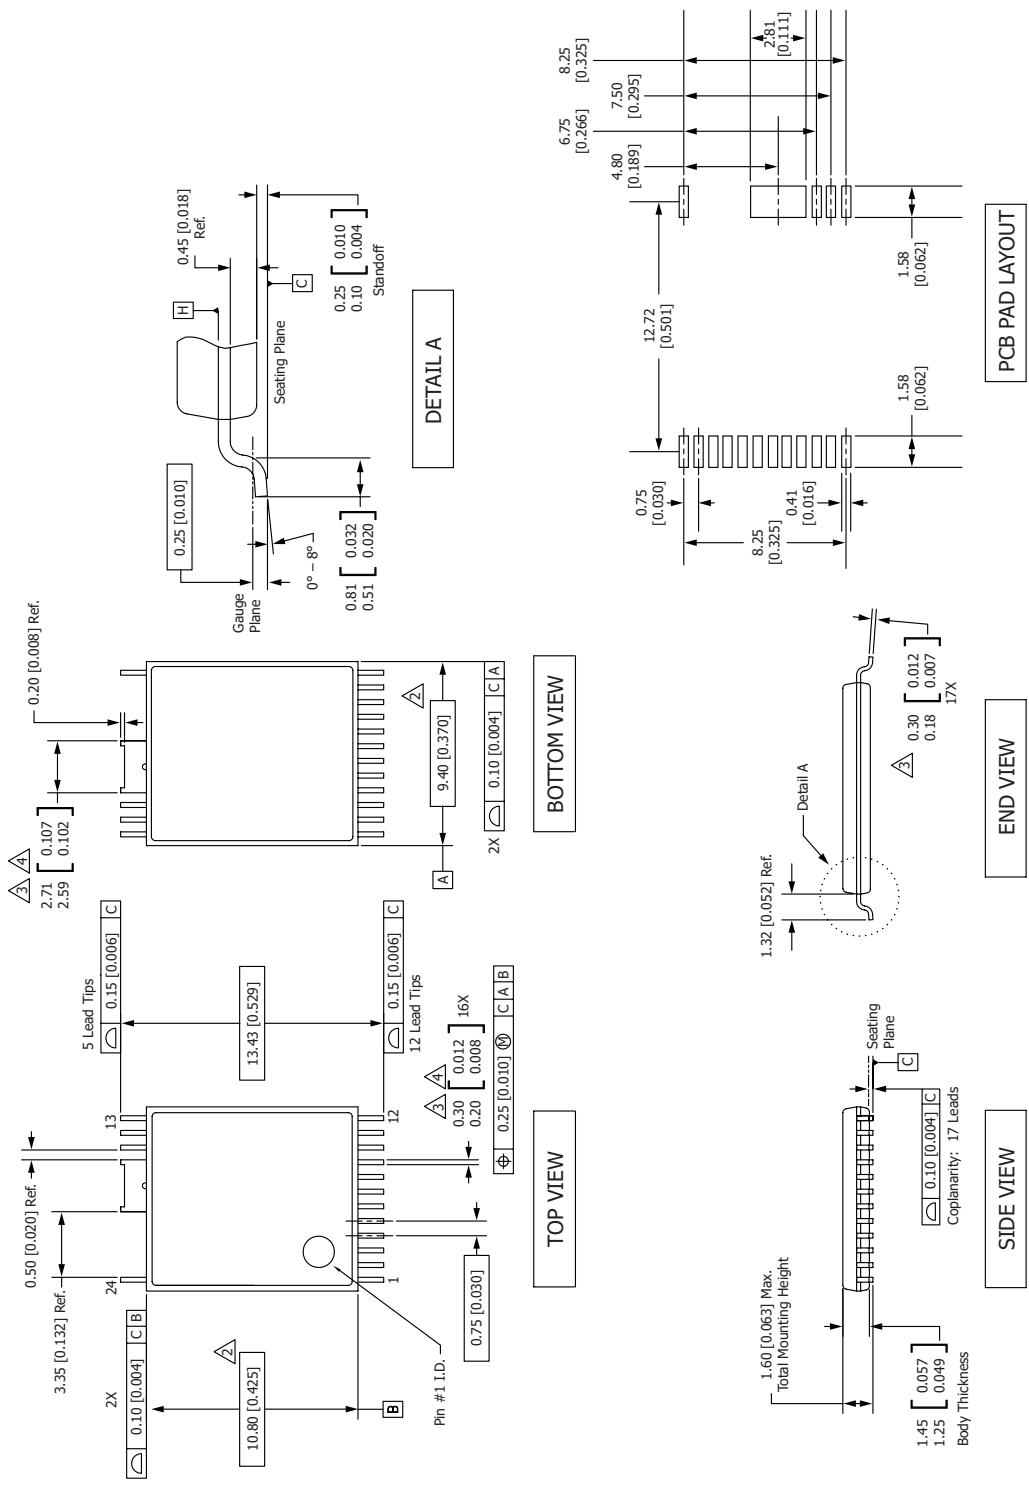 3.35 [0.132] Ref.
0.50 [0.020] Ref.
24
13
2X
0.10 [0.004] C B
2
10.80 [0.425]
B
Pin #1 I.D.
1
12
0.75 [0.030]
5 Lead Tips
0.15 [0.006] C
13.43 [0.529]
0.15 [0.006] C
12 Lead Tips
3 4
0.30 [0.012]
0.20 [0.008]
16X
0.25 [0.010] M C A B
TOP VIEW
3 4
2.71 [0.107]
2.59 [0.102]
0.20 [0.008] Ref.
A
2
9.40 [0.370]
2X
0.10 [0.004] C A
BOTTOM VIEW
Gauge
Plane
0.25 [0.010]
H
0.45 [0.018]
Ref.
0° – 8°
0.81 [0.032]
0.51 [0.020]
Seating Plane
C
0.25 [0.010]
0.10 [0.004]
Standoff
DETAIL A
1.60 [0.063] Max.
Total Mounting Height
Seating
Plane
C
0.10 [0.004] C
Coplanarity: 17 Leads
1.45 [0.057]
1.25 [0.049]
Body Thickness
SIDE VIEW
1.32 [0.052] Ref.
Detail A
3
0.30 [0.012]
0.18 [0.007]
17X
END VIEW
8.25
[0.325]
7.50
[0.295]
6.75
[0.266]
4.80
[0.189]
2.81
[0.111]
12.72
[0.501]
0.75
[0.030]
8.25
[0.325]
0.41
[0.016]
1.58
[0.062]
1.58
[0.062]
PCB PAD LAYOUT